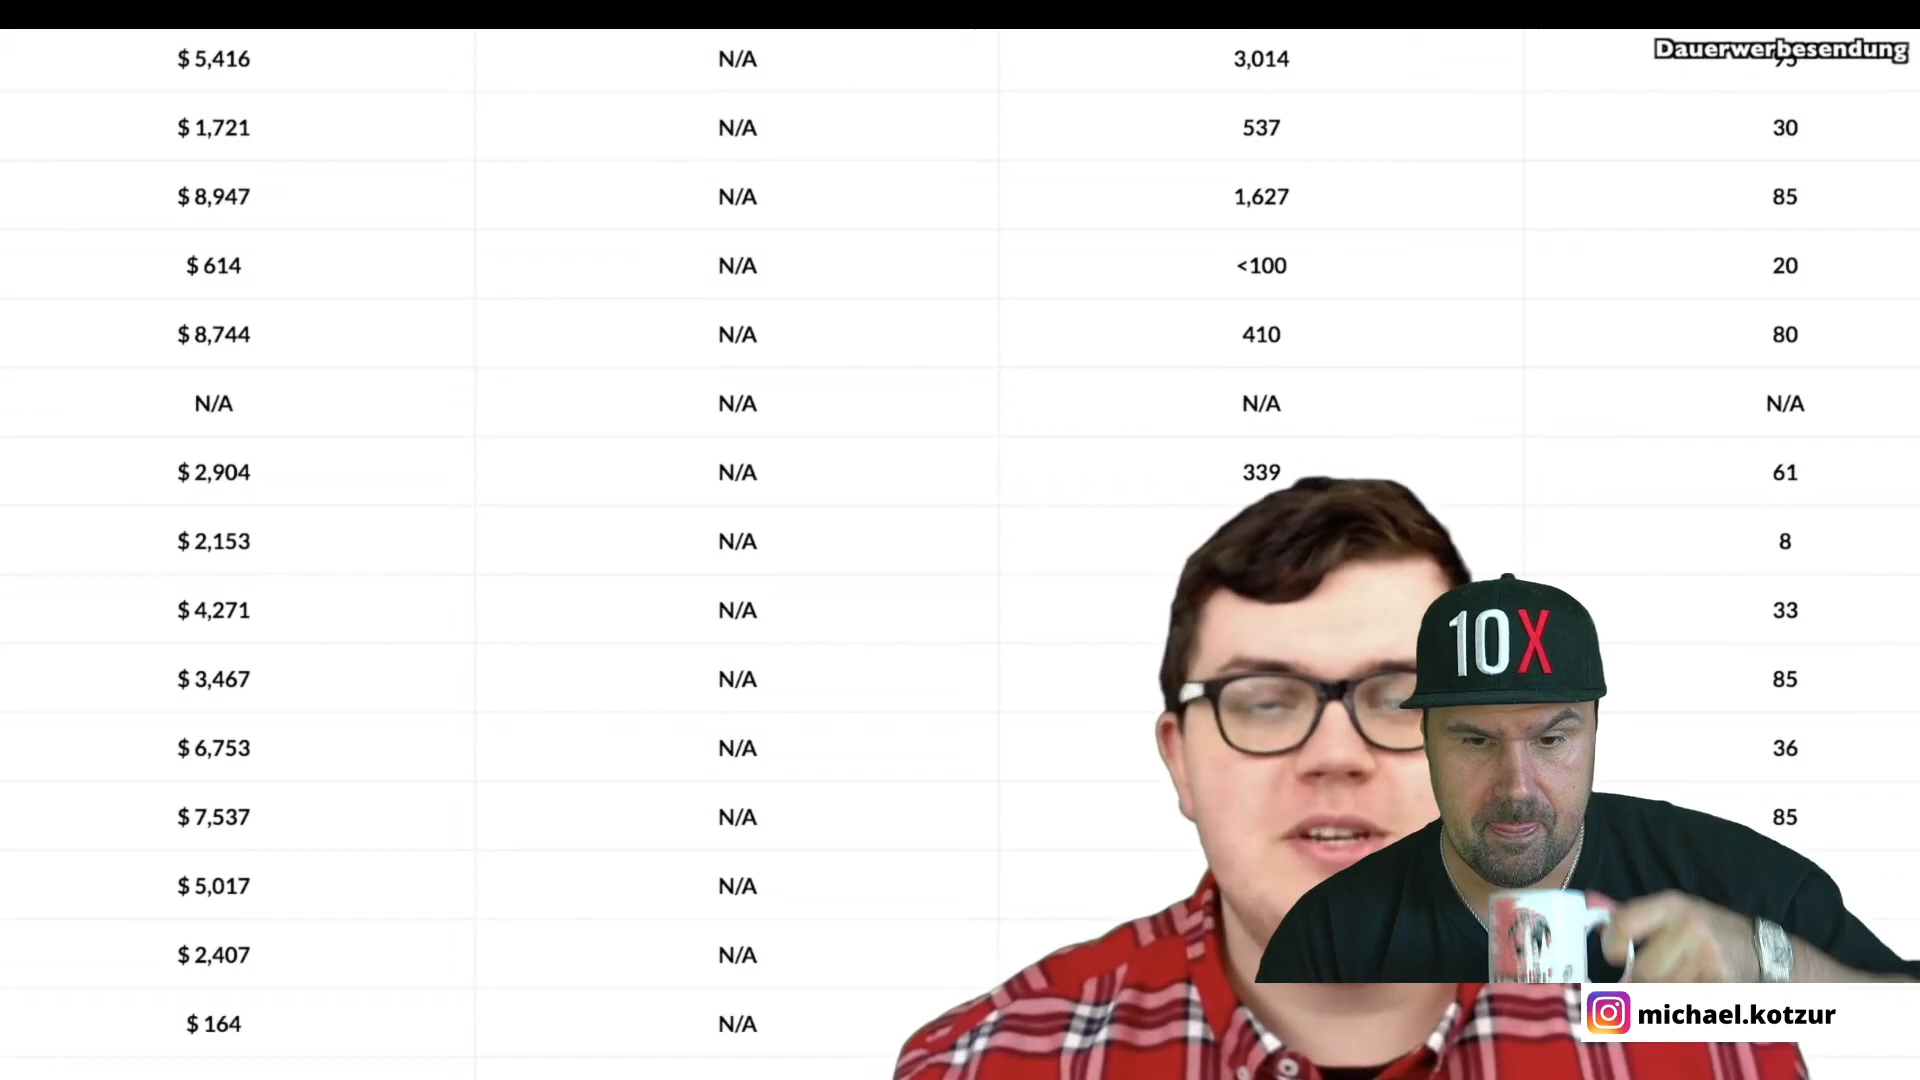 Dauerwerbesendung
$ 5,416 N/A 3,014
$ 1,721 N/A 537 30
$ 8,947 N/A 1,627 85
$ 614 N/A <100 20
$ 8,744 N/A 410 80
N/A N/A N/A N/A
$ 2,904 N/A 339 61
$ 2,153 N/A 8
$ 4,271 N/A 33
$ 3,467 N/A 85
$ 6,753 N/A 36
$ 7,537 N/A 85
$ 5,017 N/A
$ 2,407 N/A
$ 164 N/A
10X
michael.kotzur